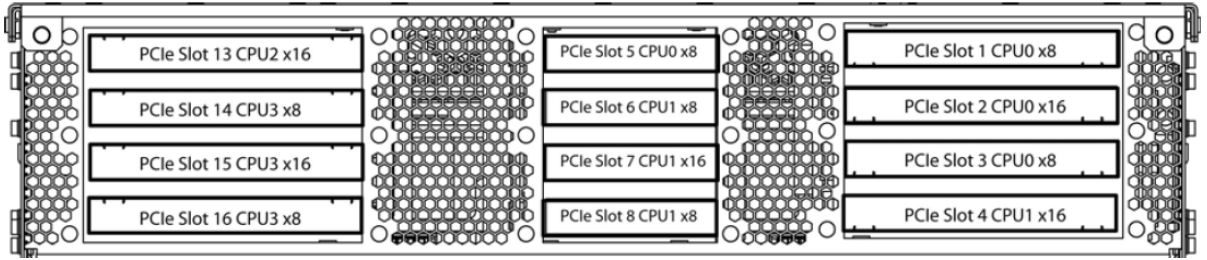 PCIe Slot 13 CPU2 x16
PCIe Slot 14 CPU3 x8
PCIe Slot 15 CPU3 x16
PCIe Slot 16 CPU3 x8
PCIe Slot 5 CPU0 x8
PCIe Slot 6 CPU1 x8
PCIe Slot 7 CPU1 x16
PCIe Slot 8 CPU1 x8
PCIe Slot 1 CPU0 x8
PCIe Slot 2 CPU0 x16
PCIe Slot 3 CPU0 x8
PCIe Slot 4 CPU1 x16